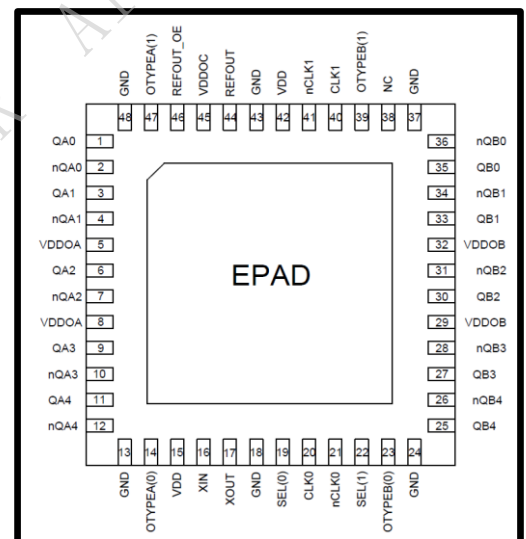 GND
OTYPEA(1)
REFOUT_OE
VDDOC
REFOUT
GND
VDD
nCLK1
CLK1
OTYPEB(1)
NC
GND
48 47 46 45 44 43 42 41 40 39 38 37
QA0 1 36 nQB0
nQA0 2 35 QB0
QA1 3 34 nQB1
nQA1 4 33 QB1
VDDOA 5 32 VDDOB
QA2 6 31 nQB2
EPAD
nQA2 7 30 QB2
VDDOA 8 29 VDDOB
QA3 9 28 nQB3
nQA3 10 27 QB3
QA4 11 26 nQB4
nQA4 12 25 QB4
13 14 15 16 17 18 19 20 21 22 23 24
GND
OTYPEA(0)
VDD
XIN
XOUT
GND
SEL(0)
CLK0
nCLK0
SEL(1)
OTYPEB(0)
GND